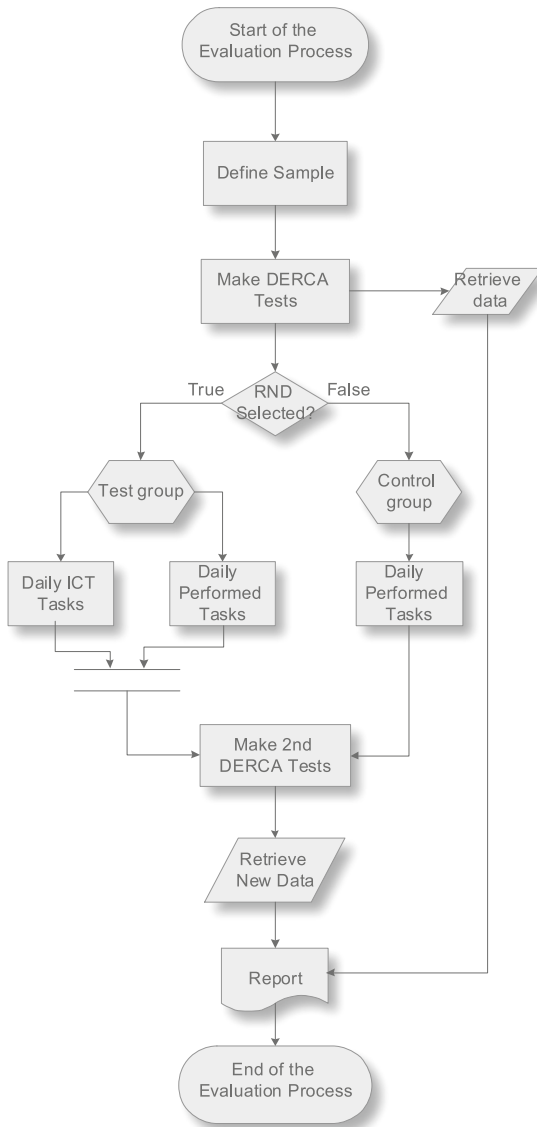 Start of the
Evaluation Process
Define Sample
Make DERCA
Tests
Retrieve
data
True
RND
Selected?
False
Test group
Control
group
Daily ICT
Tasks
Daily
Performed
Tasks
Daily
Performed
Tasks
Make 2nd
DERCA Tests
Retrieve
New Data
Report
End of the
Evaluation Process